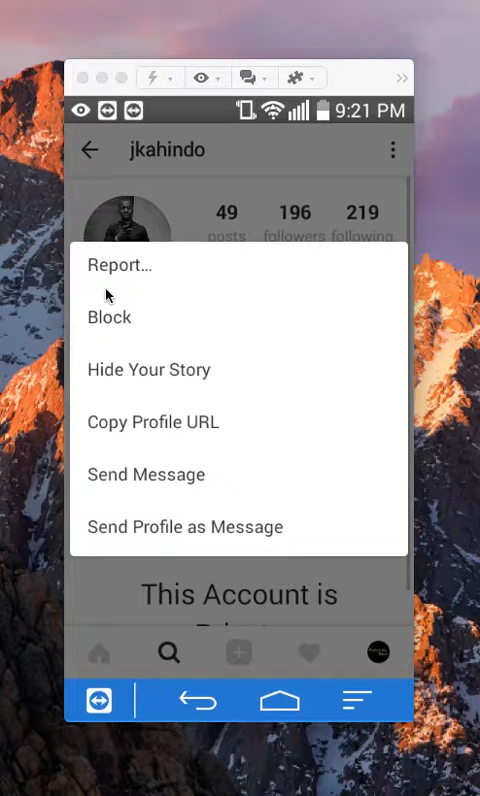 9:21 PM
jkahindo
49 196 219
posts followers following
Report...
Block
Hide Your Story
Copy Profile URL
Send Message
Send Profile as Message
This Account is